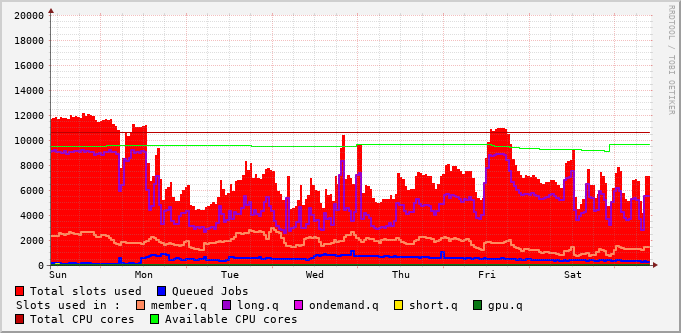 20000
18000
16000
14000
12000
10000
8000
6000
4000
2000
0
Sun Mon Tue Wed Thu Fri Sat
RRDTOOL / TOBI OETIKER
Total slots used Queued Jobs
Slots used in : member.q long.q ondemand.q short.q gpu.q
Total CPU cores Available CPU cores